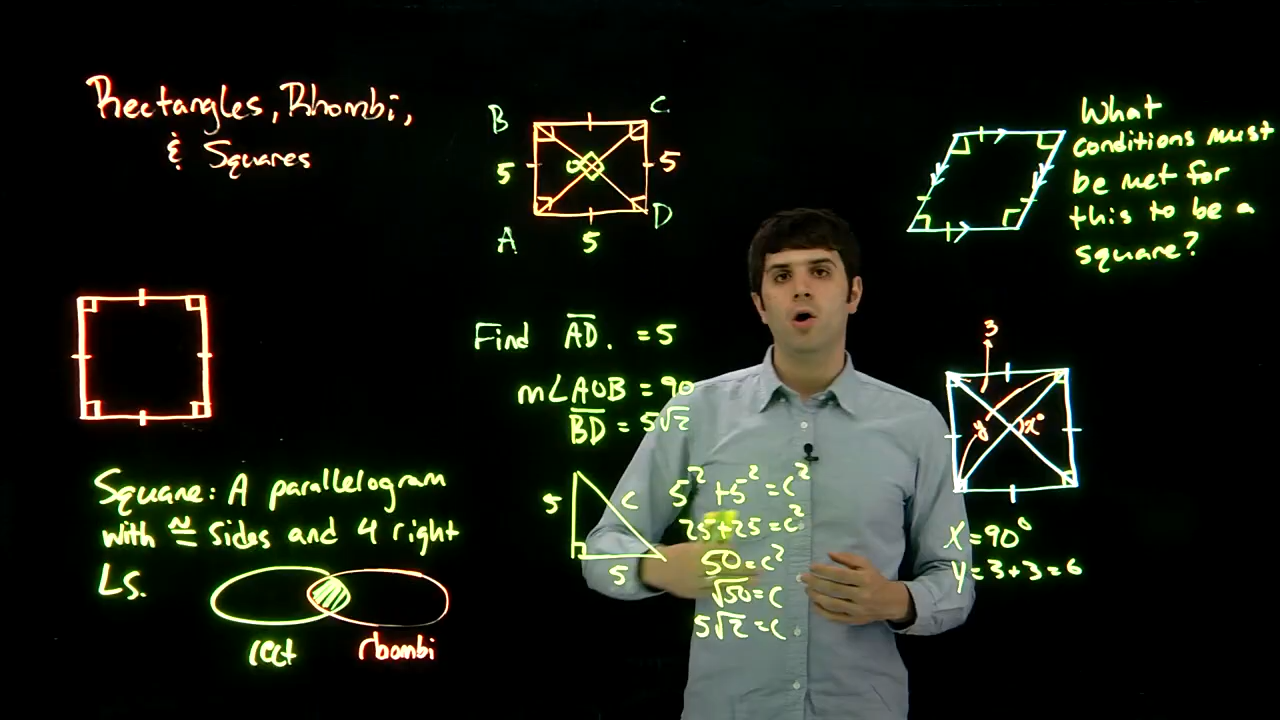 Rectangles, Rhombi,
& Squares
Square: A parallelogram
with ≅ sides and 4 right
∠s.
rect
rhombi
B
C
5
O
5
A
D
5
Find AD. = 5
m∠AOB = 90
BD = 5√2
5
c
5
5² + 5² = c²
25 + 25 = c²
50 = c²
√50 = c
5√2 = c
What
conditions must
be met for
this to be a
square?
3
y
x°
X = 90°
Y = 3 + 3 = 6